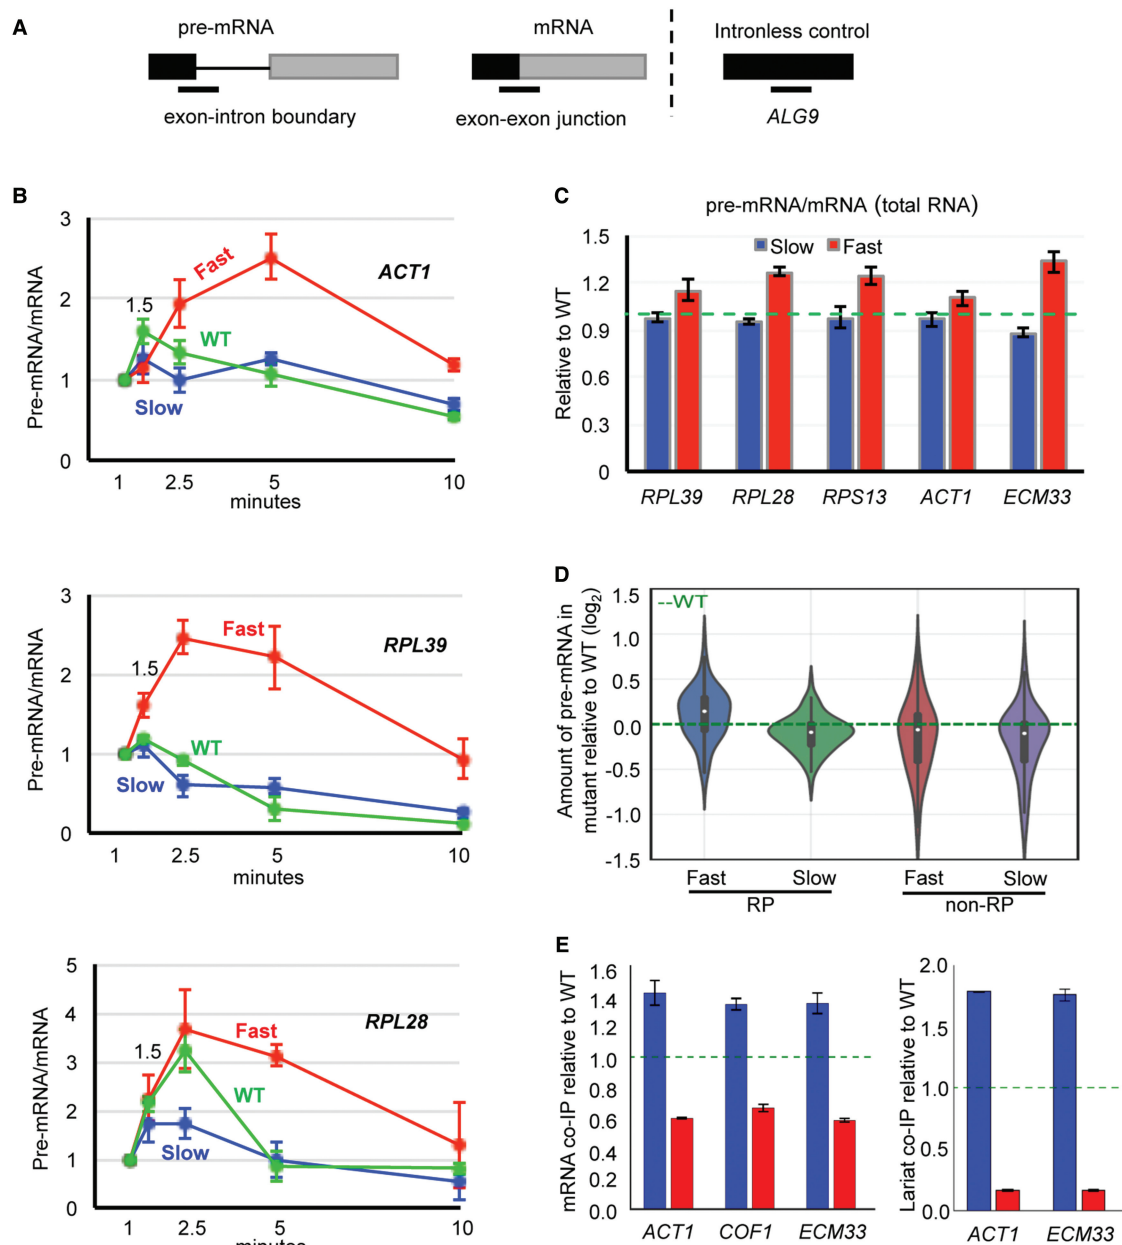 A
pre-mRNA
mRNA
Intronless control
exon-intron boundary
exon-exon junction
ALG9
B
Pre-mRNA/mRNA
3
2
1
0
1.5
Fast
WT
Slow
ACT1
1
2.5
5
10
minutes
Pre-mRNA/mRNA
3
2
1
0
1.5
Fast
WT
Slow
RPL39
1
2.5
5
10
minutes
Pre-mRNA/mRNA
5
4
3
2
1
0
1.5
Fast
WT
Slow
RPL28
1
2.5
5
10
minutes
C
pre-mRNA/mRNA (total RNA)
Slow
Fast
Relative to WT
1.5
1.2
0.9
0.6
0.3
0
RPL39
RPL28
RPS13
ACT1
ECM33
D
Amount of pre-mRNA in
mutant relative to WT (log2)
--WT
1.5
1.0
0.5
0.0
-0.5
-1.0
-1.5
Fast
Slow
Fast
Slow
RP
non-RP
E
mRNA co-IP relative to WT
1.6
1.4
1.2
1.0
0.8
0.6
0.4
0.2
0.0
ACT1
COF1
ECM33
Lariat co-IP relative to WT
2.0
1.5
1.0
0.5
0.0
ACT1
ECM33